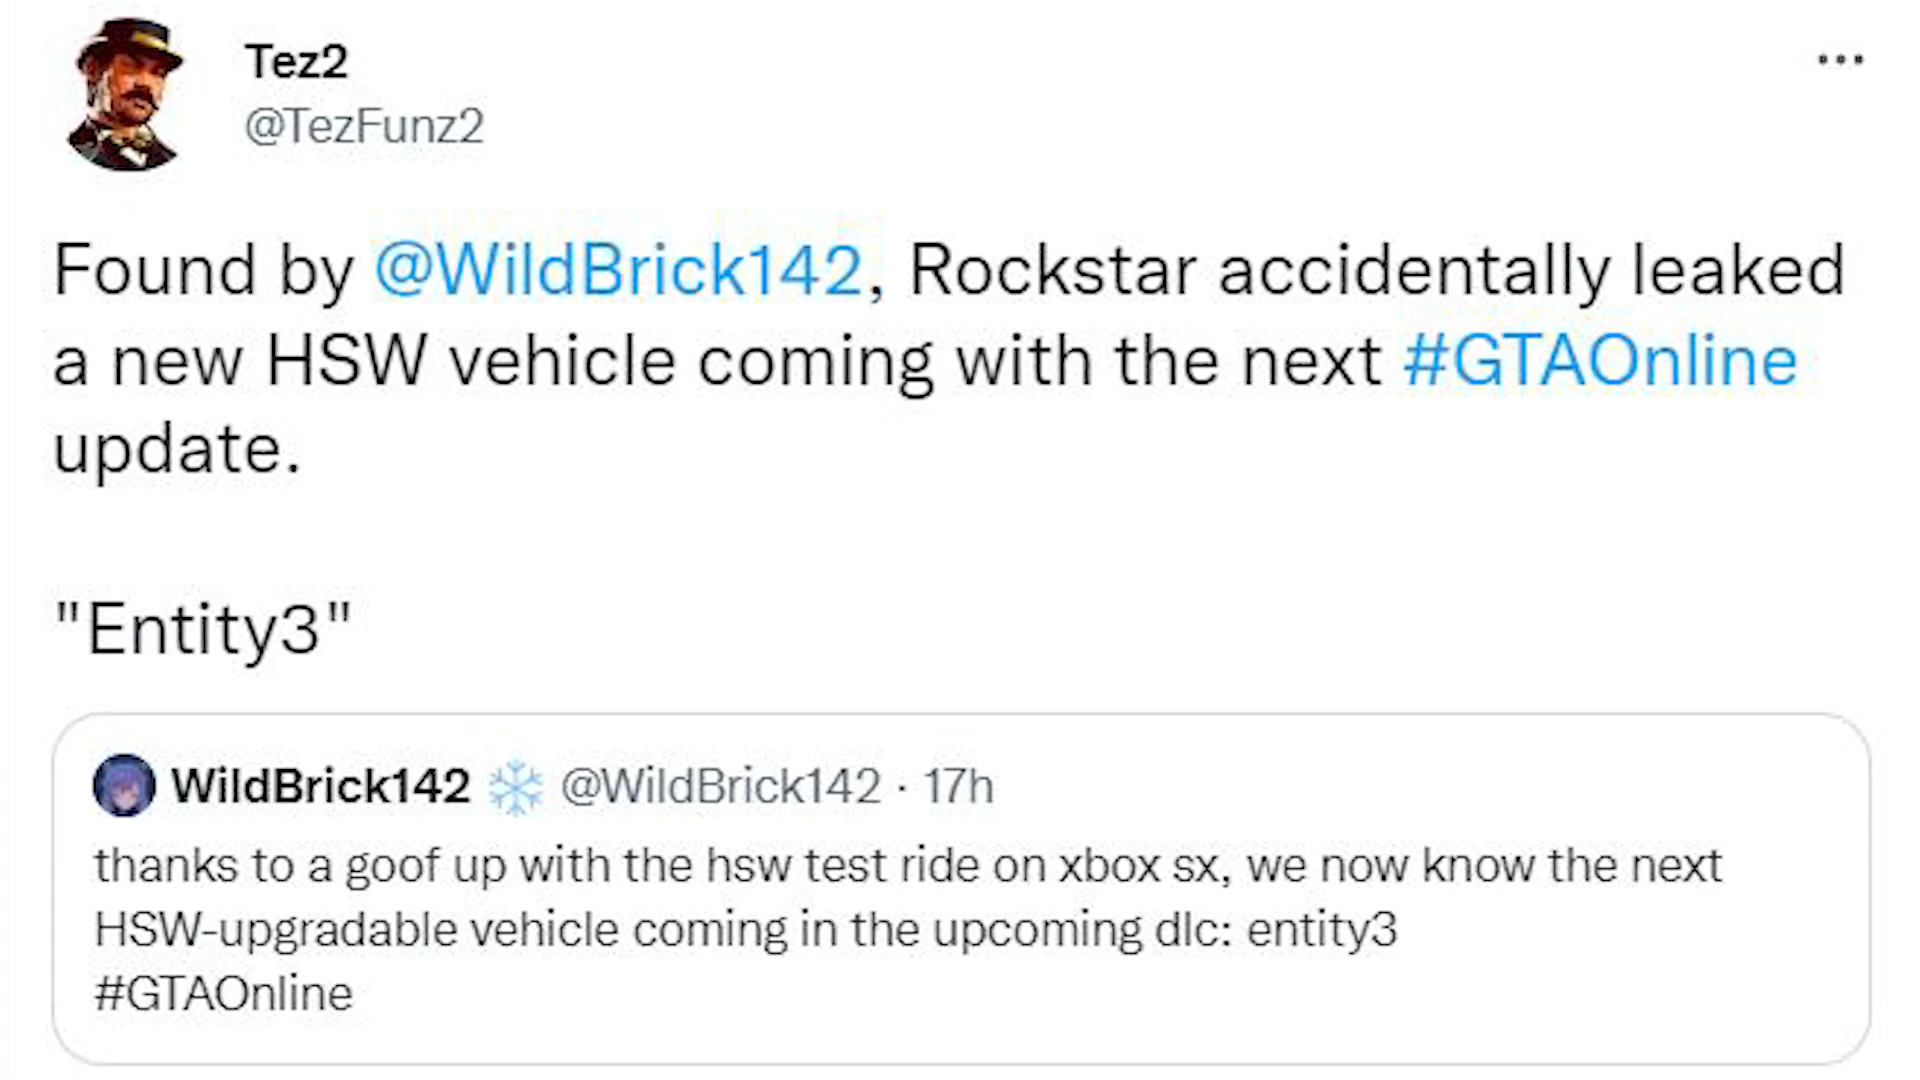 Tez2
@TezFunz2
Found by @WildBrick142, Rockstar accidentally leaked
a new HSW vehicle coming with the next #GTAOnline
update.
"Entity3"
WildBrick142 ❄️ @WildBrick142 · 17h
thanks to a goof up with the hsw test ride on xbox sx, we now know the next
HSW-upgradable vehicle coming in the upcoming dlc: entity3
#GTAOnline